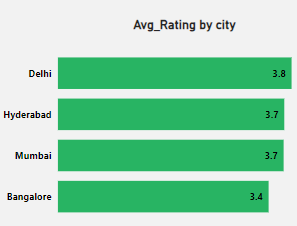 Avg_Rating by city
Delhi 3.8
Hyderabad 3.7
Mumbai 3.7
Bangalore 3.4